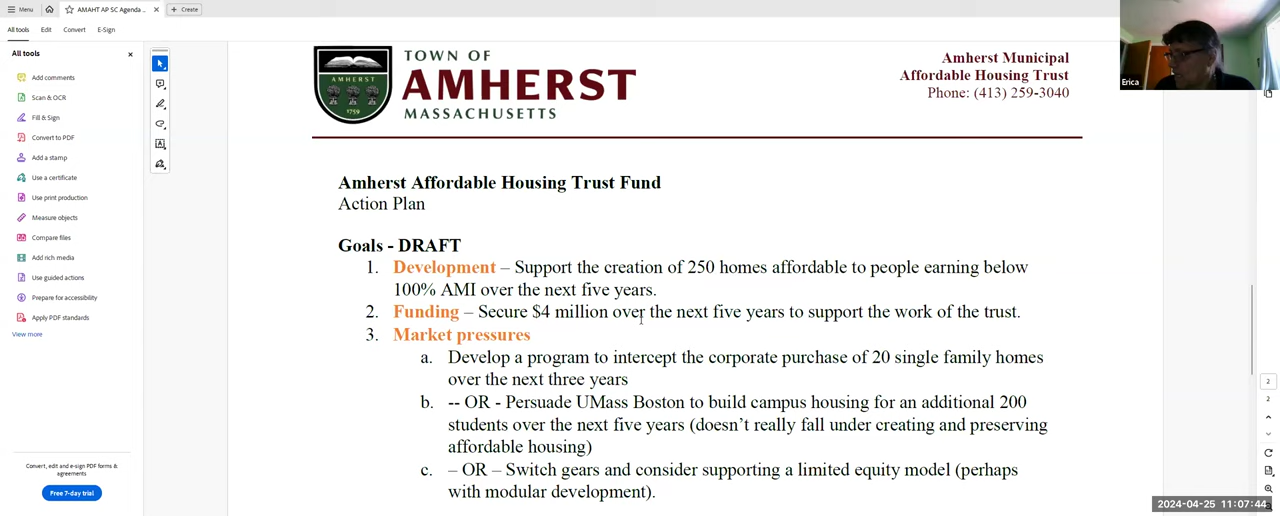 Menu
AMAHT AP SC Agenda ..
Create
All tools Edit Convert E-Sign
All tools
Add comments
Scan & OCR
Fill & Sign
Convert to PDF
Add a stamp
Use a certificate
Use print production
Measure objects
Compare files
Add rich media
Use guided actions
Prepare for accessibility
Apply PDF standards
View more
Convert, edit and e-sign PDF forms &
agreements
Free 7-day trial
AMHERST
1759
TOWN OF
AMHERST
MASSACHUSETTS
Amherst Municipal
Affordable Housing Trust
Phone: (413) 259-3040
Amherst Affordable Housing Trust Fund
Action Plan
Goals - DRAFT
1. Development – Support the creation of 250 homes affordable to people earning below
100% AMI over the next five years.
2. Funding – Secure $4 million over the next five years to support the work of the trust.
3. Market pressures
a. Develop a program to intercept the corporate purchase of 20 single family homes
over the next three years
b. -- OR - Persuade UMass Boston to build campus housing for an additional 200
students over the next five years (doesn't really fall under creating and preserving
affordable housing)
c. – OR – Switch gears and consider supporting a limited equity model (perhaps
with modular development).
Erica
2
2
2024-04-25 11:07:44